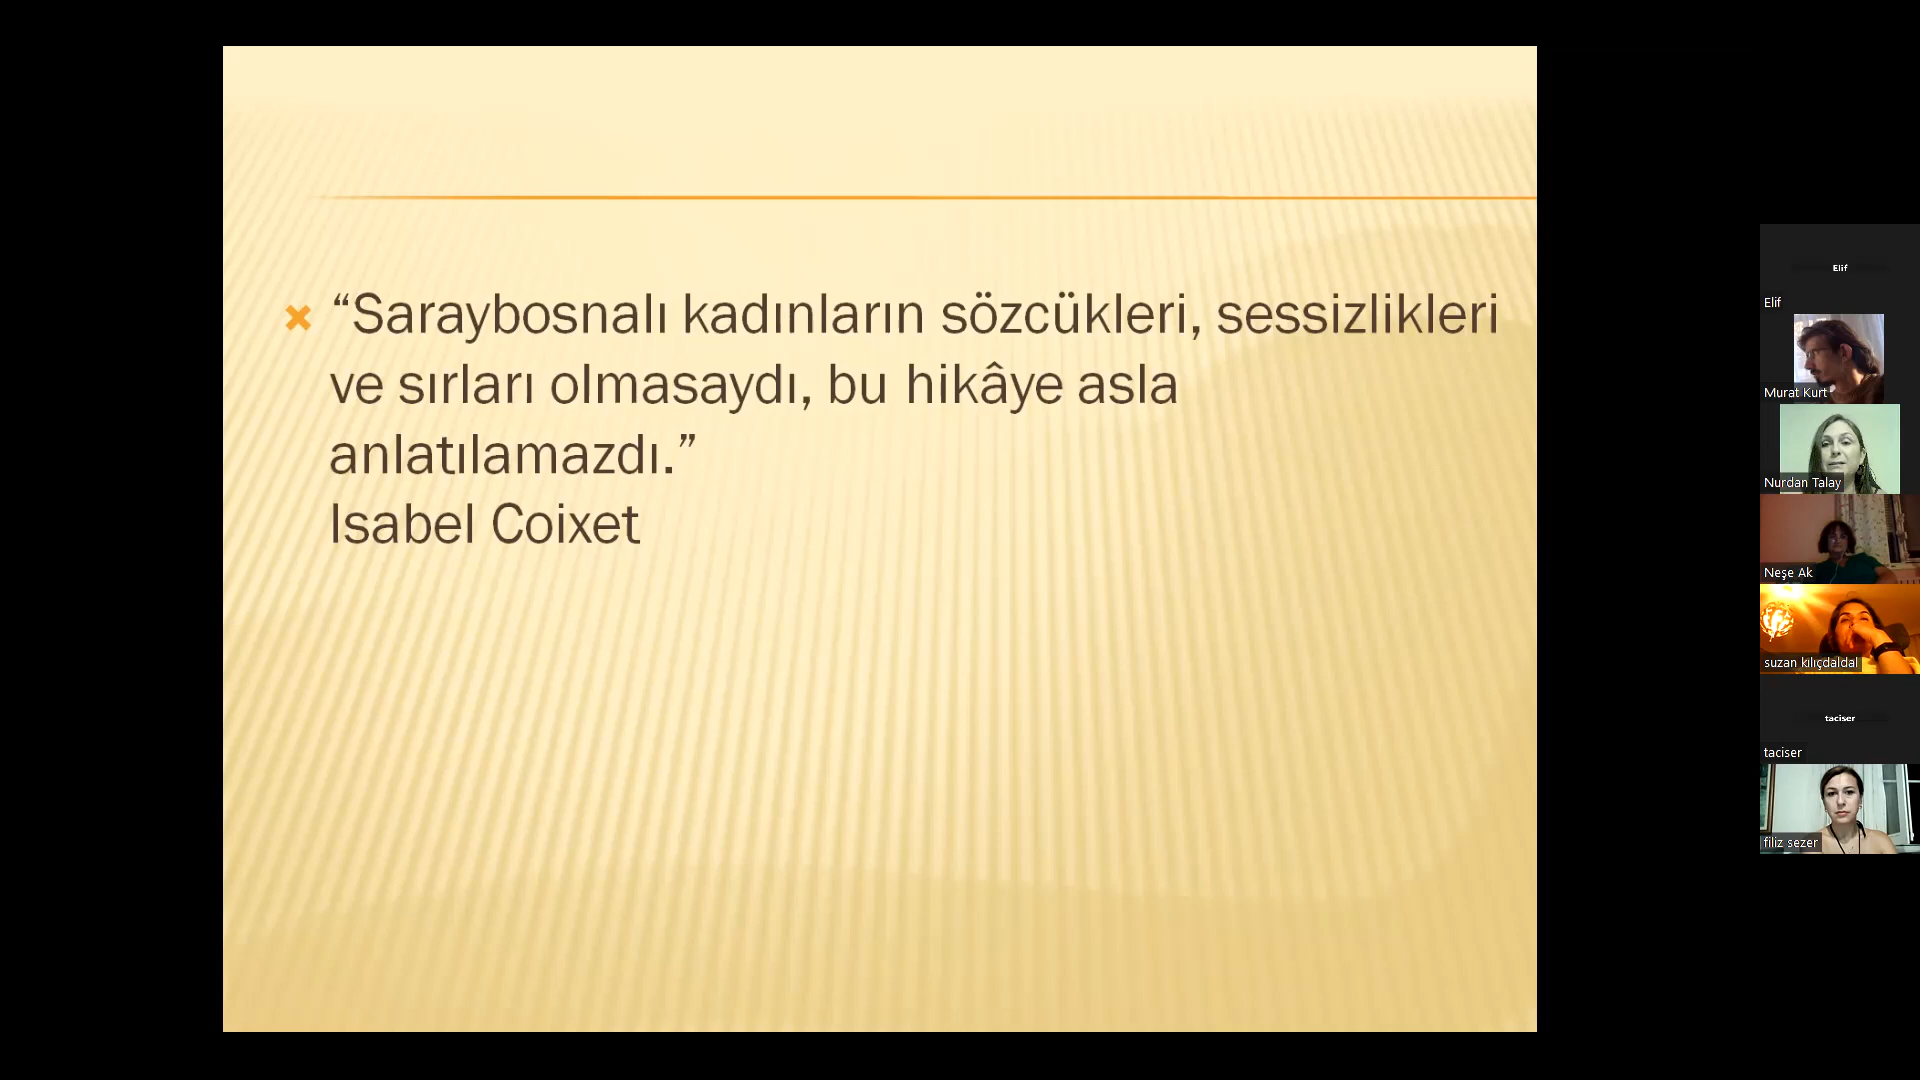 “Saraybosnalı kadınların sözcükleri, sessizlikleri
ve sırları olmasaydı, bu hikâye asla
anlatılamazdı.”
Isabel Coixet
Elif
Elif
Murat Kurt
Nurdan Talay
Neşe Ak
suzan kılıçdaldal
taciser
taciser
filiz sezer